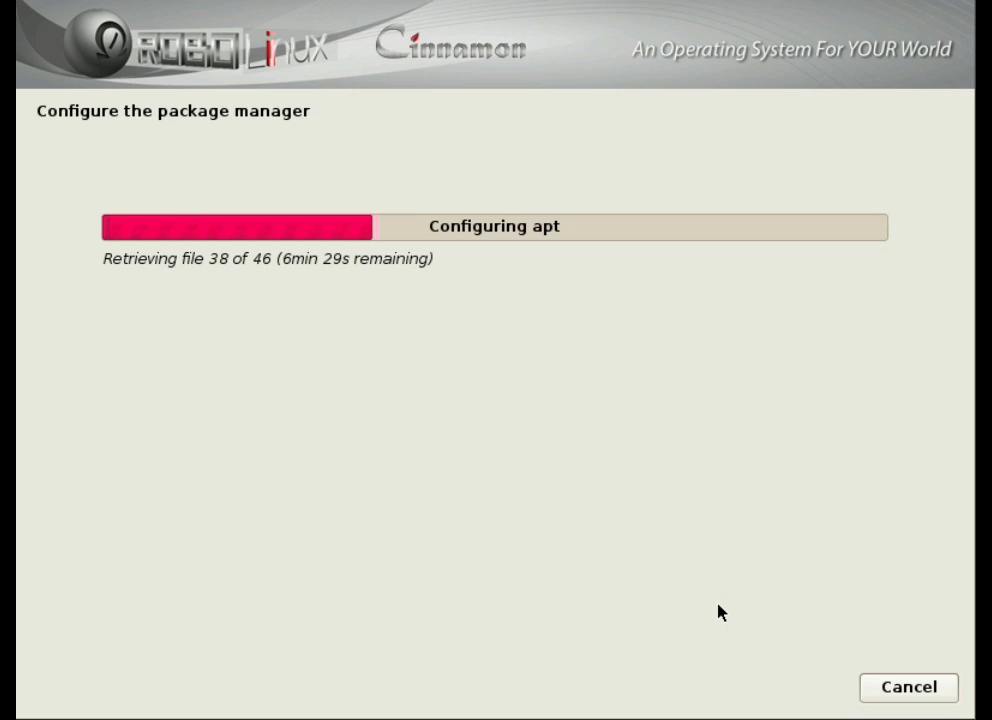 ROBOLinux Cinnamon An Operating System For YOUR World
Configure the package manager
Configuring apt
Retrieving file 38 of 46 (6min 29s remaining)
Cancel